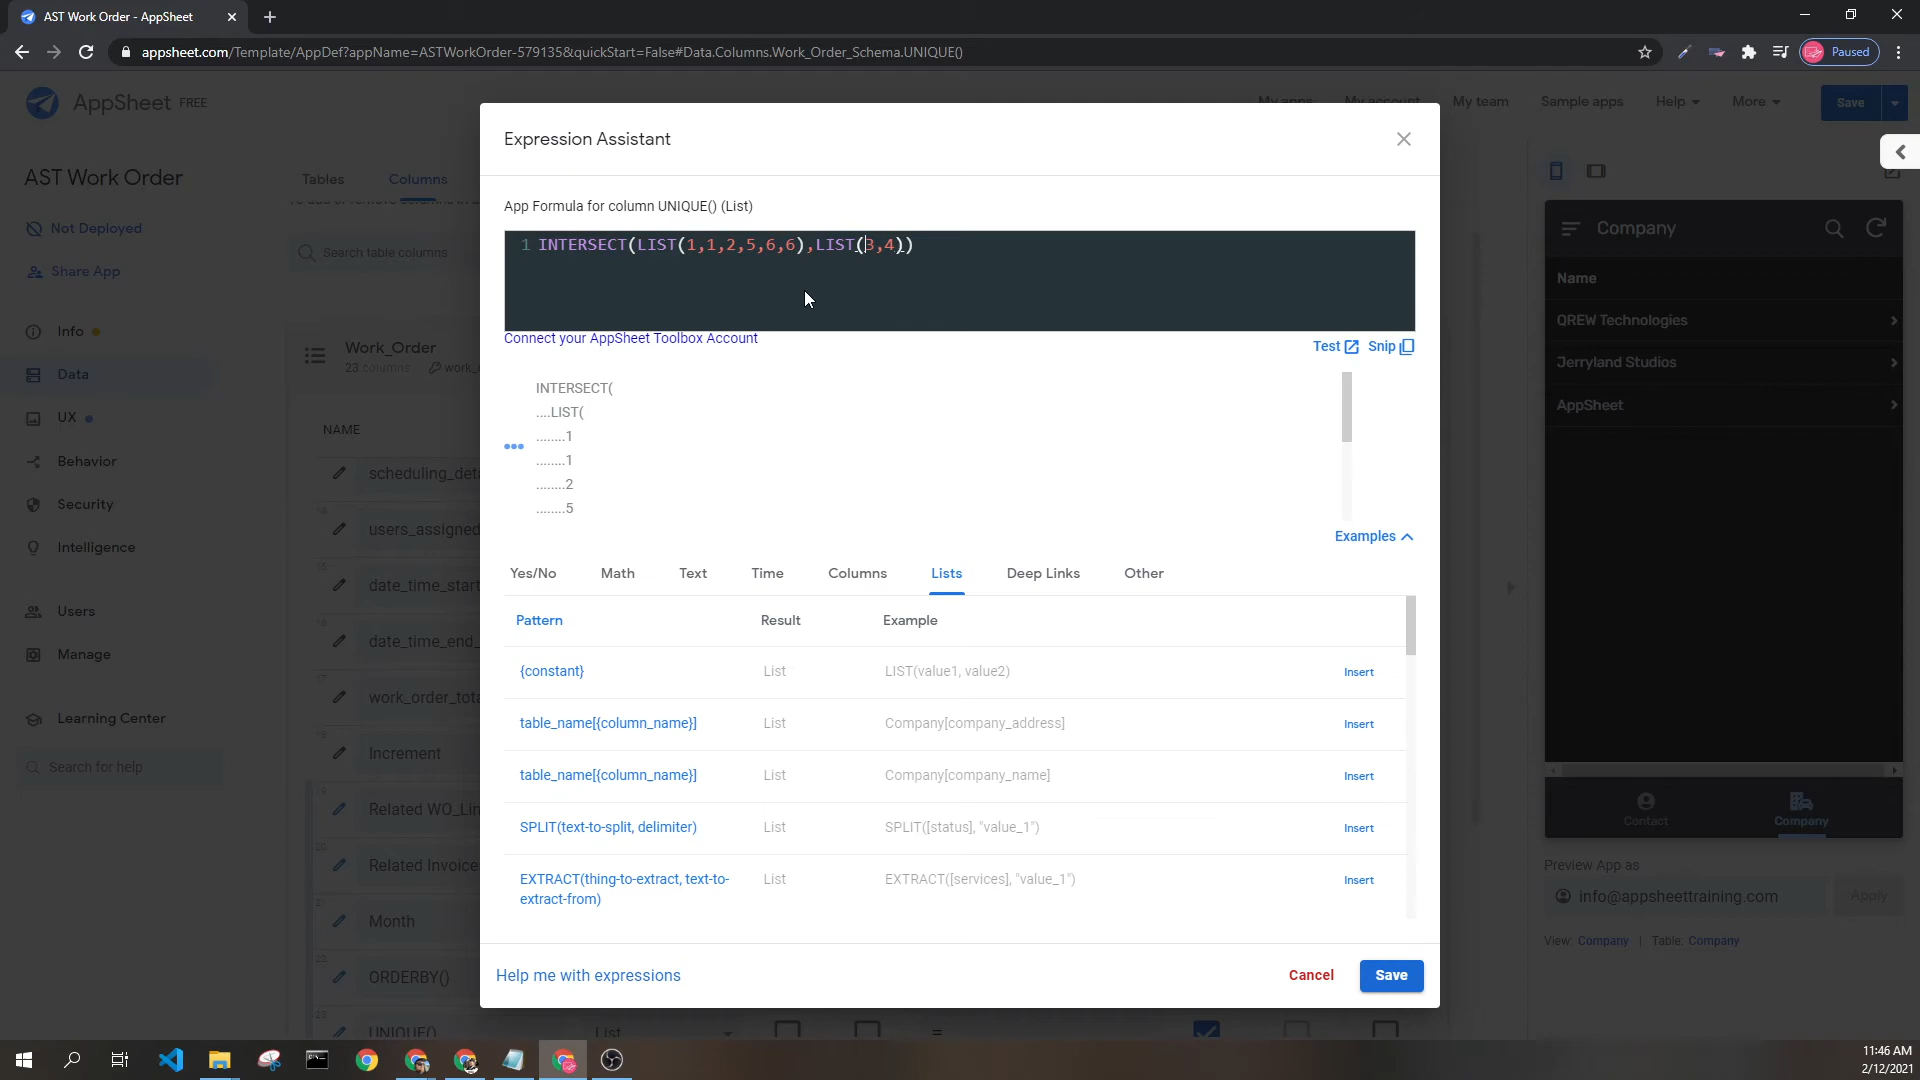 AST Work Order - AppSheet
appsheet.com/Template/AppDef?appName=ASTWorkOrder-579135&quickStart=False#Data.Columns.Work_Order_Schema.UNIQUE()
Paused
AppSheet FREE
My apps
My account
My team
Sample apps
Help
More
Save
AST Work Order
Not Deployed
Share App
Info
Data
UX
Behavior
Security
Intelligence
Users
Manage
Learning Center
Search for help
Tables
Columns
Search table columns
Work_Order
23 columns
NAME
users_assigned
Increment
Month
ORDERBY()
UNIQUE()
List
=
Expression Assistant
App Formula for column UNIQUE() (List)
1 INTERSECT(LIST(1,1,2,5,6,6),LIST(3,4))
Connect your AppSheet Toolbox Account
Test
Snip
INTERSECT(
....LIST(
........1
........1
........2
........5
Examples
Yes/No
Math
Text
Time
Columns
Lists
Deep Links
Other
Pattern Result Example
{constant} List LIST(value1, value2) Insert
table_name[{column_name}] List Company[company_address] Insert
table_name[{column_name}] List Company[company_name] Insert
SPLIT(text-to-split, delimiter) List SPLIT([status], "value_1") Insert
EXTRACT(thing-to-extract, text-to- List EXTRACT([services], "value_1") Insert
extract-from)
Help me with expressions
Cancel
Save
Company
Name
QREW Technologies
Jerryland Studios
AppSheet
Contact
Company
Preview App as
info@appsheettraining.com
Apply
View: Company | Table: Company
11:46 AM
2/12/2021